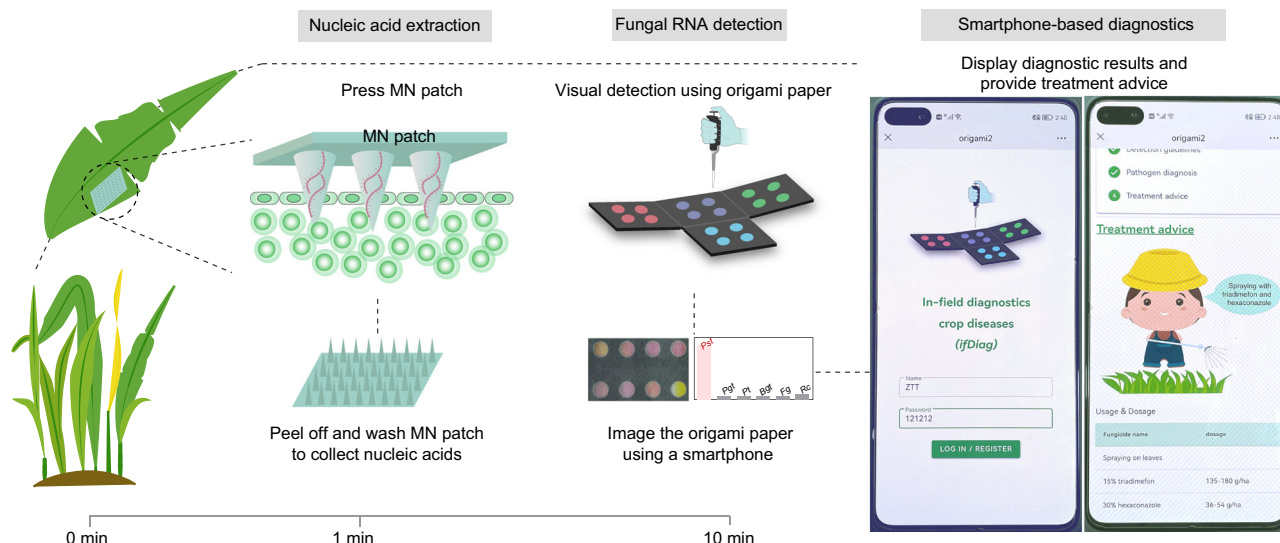 Nucleic acid extraction
Fungal RNA detection
Smartphone-based diagnostics
Press MN patch
MN patch
Peel off and wash MN patch
to collect nucleic acids
Visual detection using origami paper
Pst
Pgt
Pt
Bgt
Fg
Rc
Image the origami paper
using a smartphone
Display diagnostic results and
provide treatment advice
2:40
origami2
In-field diagnostics
crop diseases
(ifDiag)
Name
ZTT
Password
121212
LOG IN / REGISTER
2:48
origami2
Detection guidelines
Pathogen diagnosis
4 Treatment advice
Treatment advice
Spraying with
triadimefon and
hexaconazole
Usage & Dosage
Fungicide name dosage
Spraying on leaves
15% triadimefon 135-180 g/ha
30% hexaconazole 36-54 g/ha
0 min
1 min
10 min